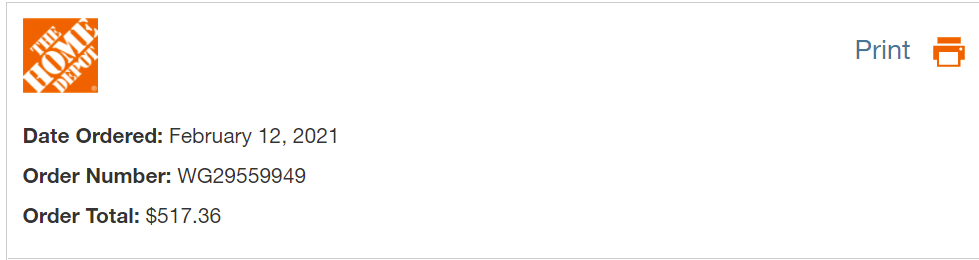 THE
HOME
DEPOT
Print
Date Ordered: February 12, 2021
Order Number: WG29559949
Order Total: $517.36